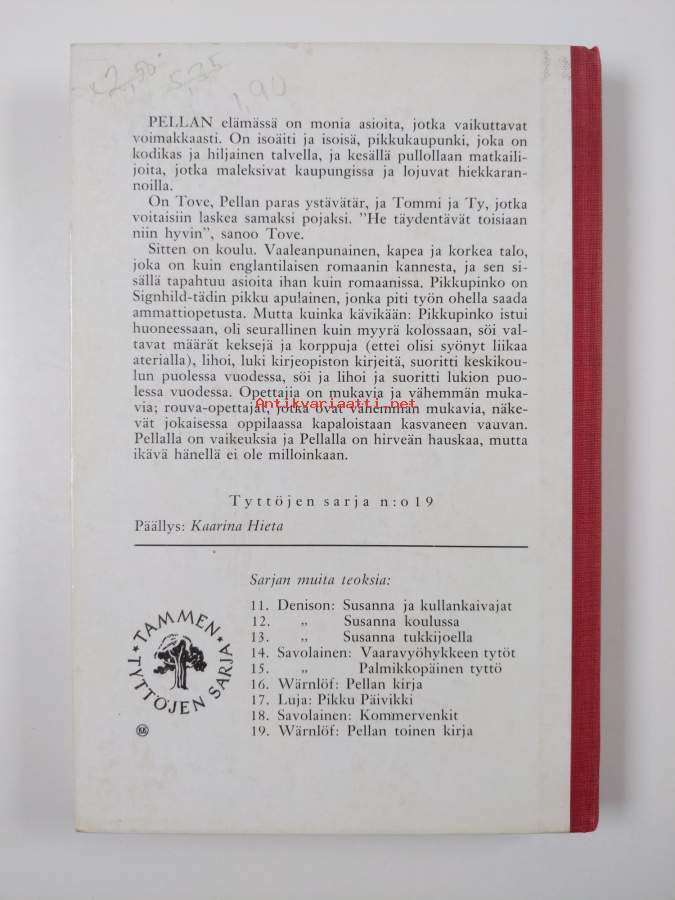 x 2,50
5,35
1,90
PELLAN elämässä on monia asioita, jotka vaikuttavat
voimakkaasti. On isoäiti ja isoisä, pikkukaupunki, joka on
kodikas ja hiljainen talvella, ja kesällä pullollaan matkaili-
joita, jotka maleksivat kaupungissa ja lojuvat hiekkaran-
noilla.
On Tove, Pellan paras ystävätär, ja Tommi ja Ty, jotka
voitaisiin laskea samaksi pojaksi. ”He täydentävät toisiaan
niin hyvin”, sanoo Tove.
Sitten on koulu. Vaaleanpunainen, kapea ja korkea talo,
joka on kuin englantilaisen romaanin kannesta, ja sen si-
sällä tapahtuu asioita ihan kuin romaanissa. Pikkupinko on
Signhild-tädin pikku apulainen, jonka piti työn ohella saada
ammattiopetusta. Mutta kuinka kävikään: Pikkupinko istui
huoneessaan, oli seurallinen kuin myyrä kolossaan, söi val-
tavat määrät keksejä ja korppuja (ettei olisi syönyt liikaa
aterialla), lihoi, luki kirjeopiston kirjeitä, suoritti keskikou-
lun puolessa vuodessa, söi ja lihoi ja suoritti lukion puo-
lessa vuodessa. Opettajia on mukavia ja vähemmän muka-
via; rouva-opettajat, jotka ovat vähemmän mukavia, näke-
vät jokaisessa oppilaassa kapaloistaan kasvaneen vauvan.
Pellalla on vaikeuksia ja Pellalla on hirveän hauskaa, mutta
ikävä hänellä ei ole milloinkaan.
Antikvariaatti.net
Tyttöjen sarja n:o 19
Päällys: Kaarina Hieta
Sarjan muita teoksia:
11. Denison: Susanna ja kullankaivajat
12. „ Susanna koulussa
13. „ Susanna tukkijoella
14. Savolainen: Vaaravyöhykkeen tytöt
15. „ Palmikkopäinen tyttö
16. Wärnlöf: Pellan kirja
17. Luja: Pikku Päivikki
18. Savolainen: Kommervenkit
19. Wärnlöf: Pellan toinen kirja
TAMMEN
TYTTÖJEN SARJA